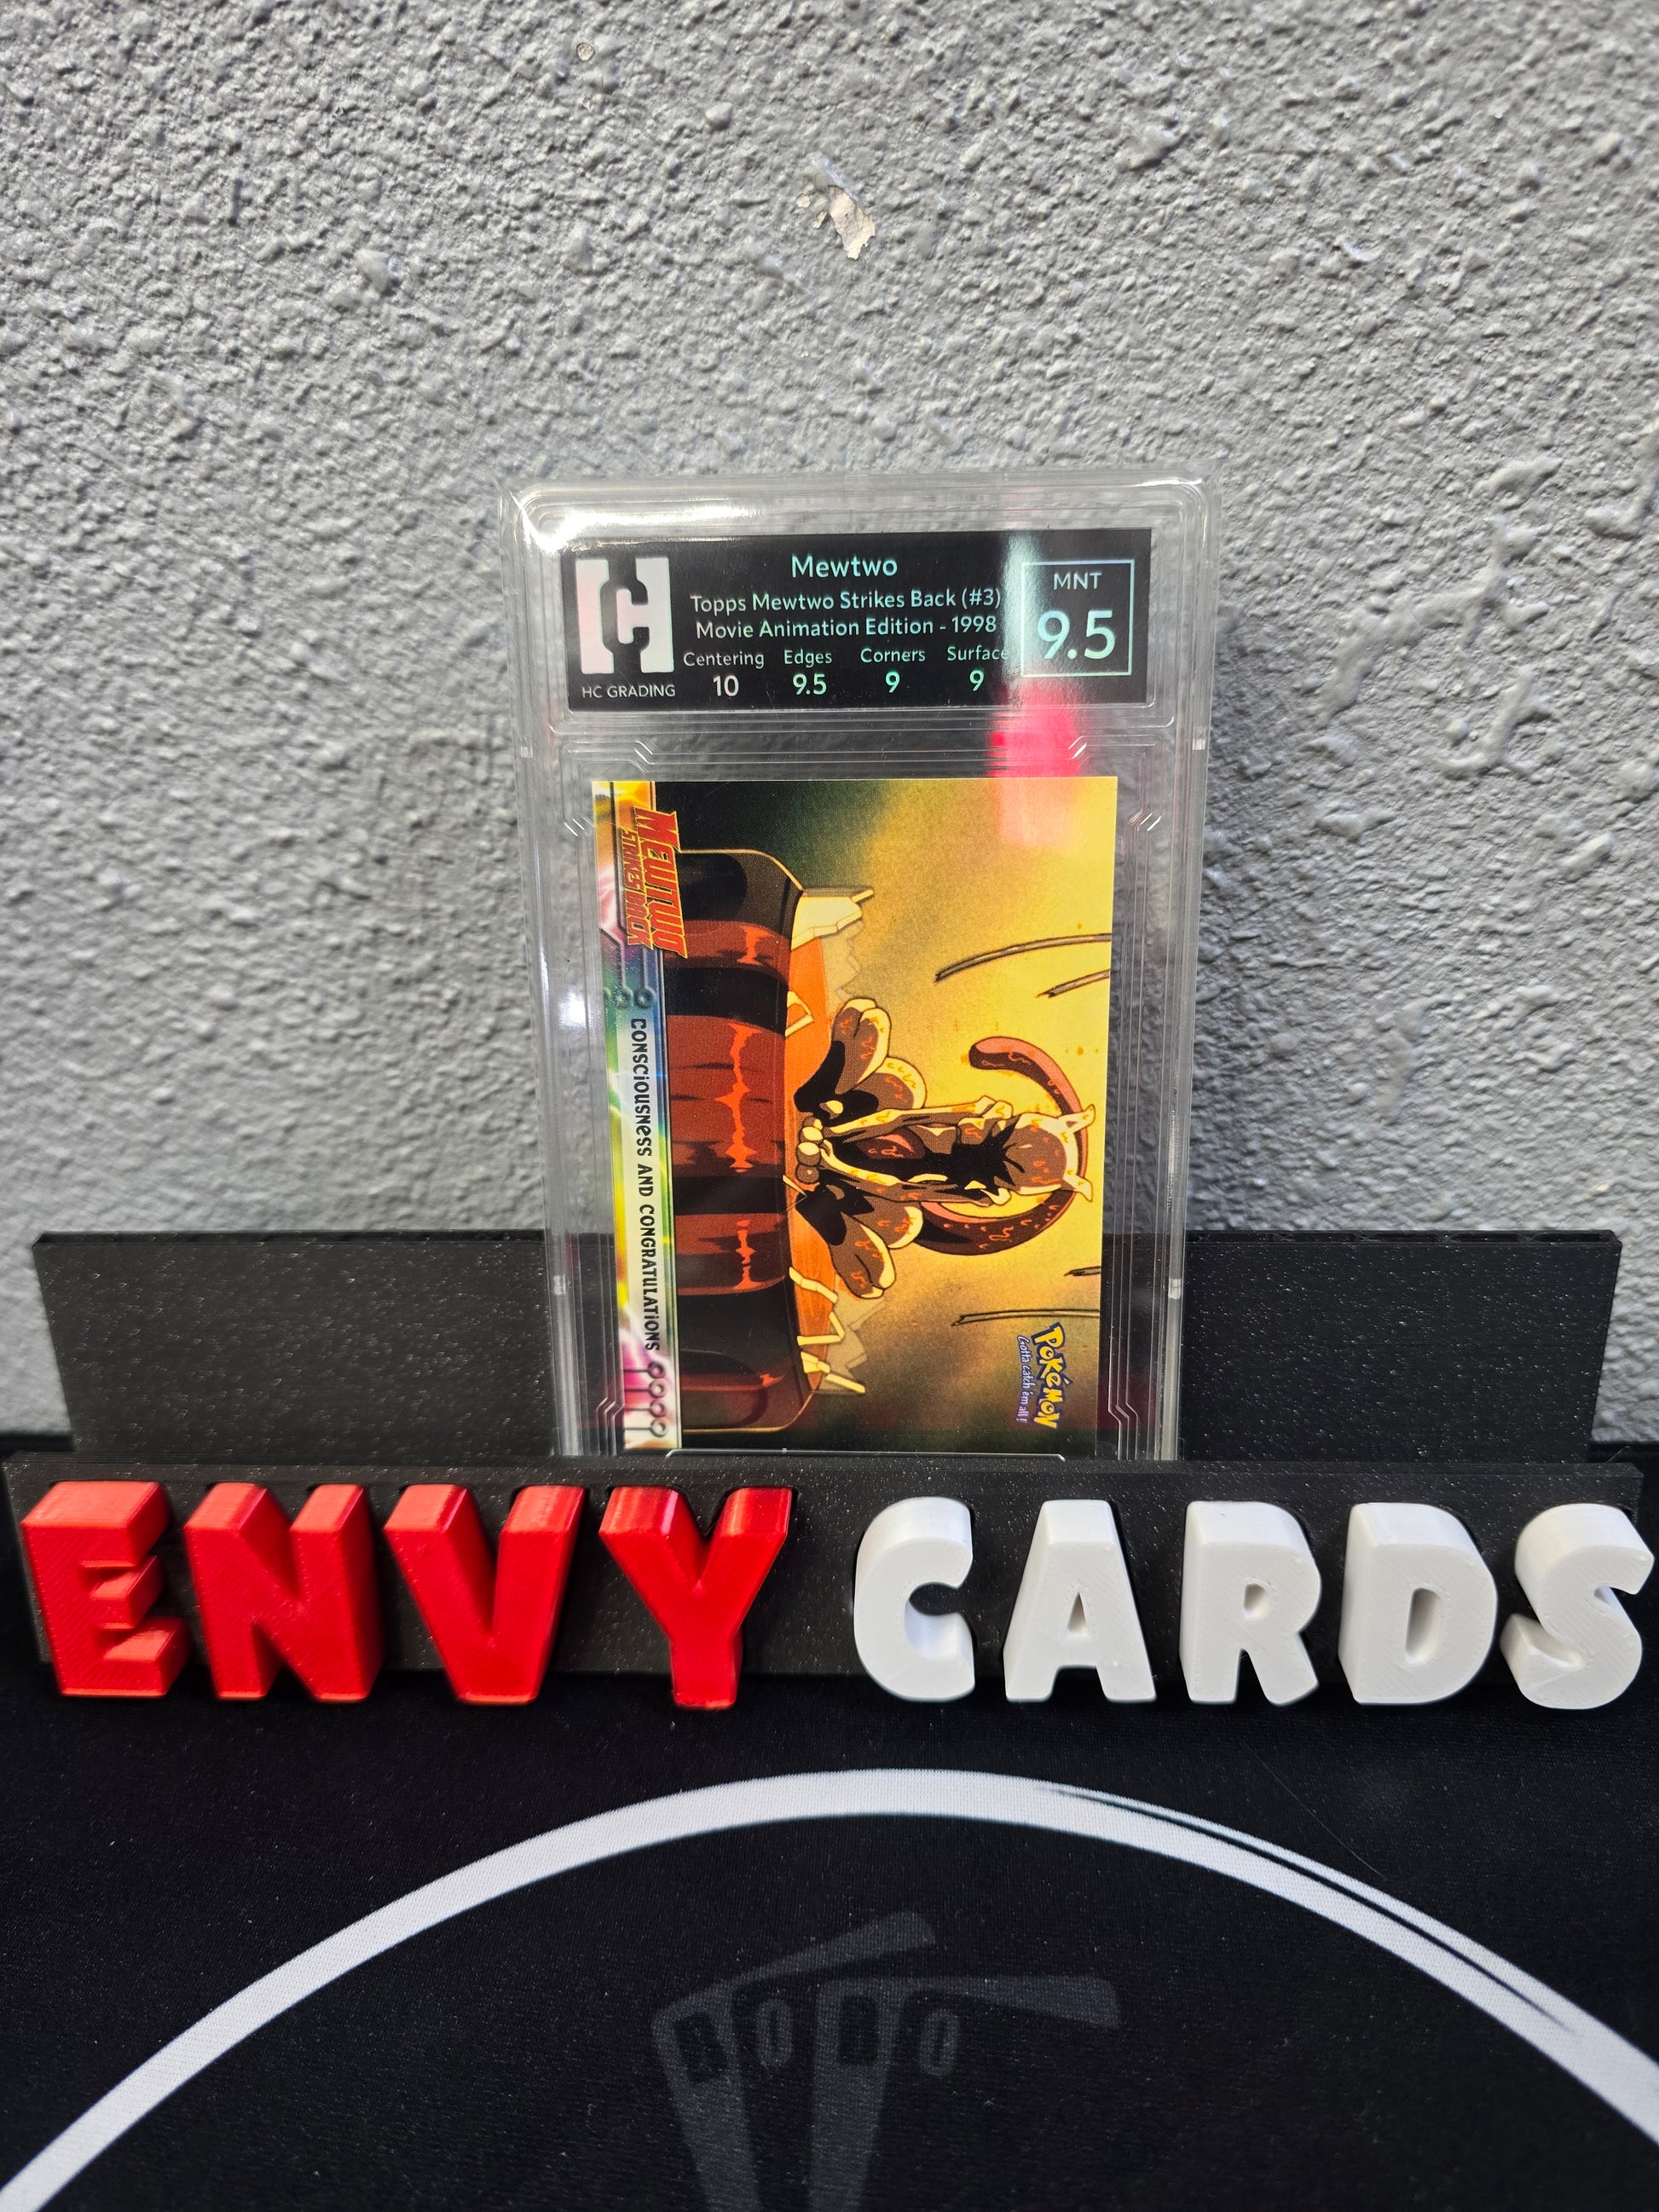 Mewtwo
Topps Mewtwo Strikes Back (#3)
Movie Animation Edition - 1998
Centering Edges Corners Surface
10 9.5 9 9
HC GRADING
MNT
9.5
MEWTWO
STRIKES BACK
CONSCIOUSNESS AND CONGRATULATIONS
POKéMON
Gotta catch 'em all!
ENVY CARDS